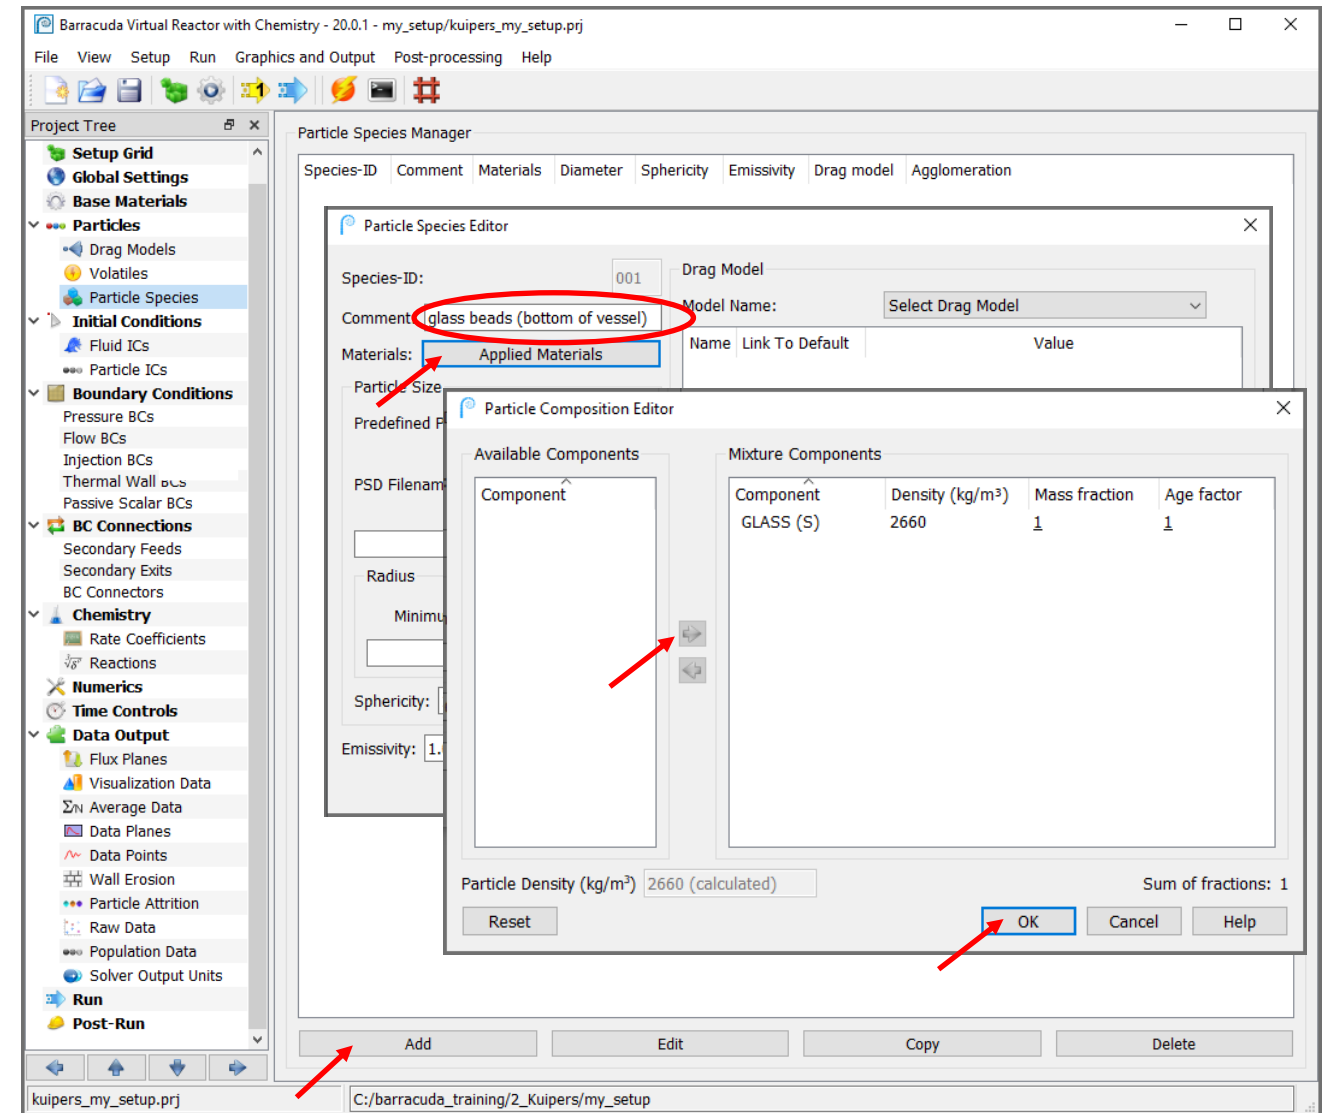 Barracuda Virtual Reactor with Chemistry - 20.0.1 - my_setup/kuipers_my_setup.prj
File View Setup Run Graphics and Output Post-processing Help
Project Tree
Setup Grid
Global Settings
Base Materials
Particles
Drag Models
Volatiles
Particle Species
Initial Conditions
Fluid ICs
Particle ICs
Boundary Conditions
Pressure BCs
Flow BCs
Injection BCs
Thermal Wall BCs
Passive Scalar BCs
BC Connections
Secondary Feeds
Secondary Exits
BC Connectors
Chemistry
Rate Coefficients
Reactions
Numerics
Time Controls
Data Output
Flux Planes
Visualization Data
Average Data
Data Planes
Data Points
Wall Erosion
Particle Attrition
Raw Data
Population Data
Solver Output Units
Run
Post-Run
Particle Species Manager
Species-ID Comment Materials Diameter Sphericity Emissivity Drag model Agglomeration
Particle Species Editor
Species-ID: 001
Comment glass beads (bottom of vessel)
Materials: Applied Materials
Particle Size
Predefined P
PSD Filenam
Radius
Minimu
Sphericity:
Emissivity: 1.
Drag Model
Model Name: Select Drag Model
Name Link To Default Value
Particle Composition Editor
Available Components
Component
Mixture Components
Component Density (kg/m³) Mass fraction Age factor
GLASS (S) 2660 1 1
Particle Density (kg/m³) 2660 (calculated)
Sum of fractions: 1
Reset OK Cancel Help
Add Edit Copy Delete
kuipers_my_setup.prj C:/barracuda_training/2_Kuipers/my_setup